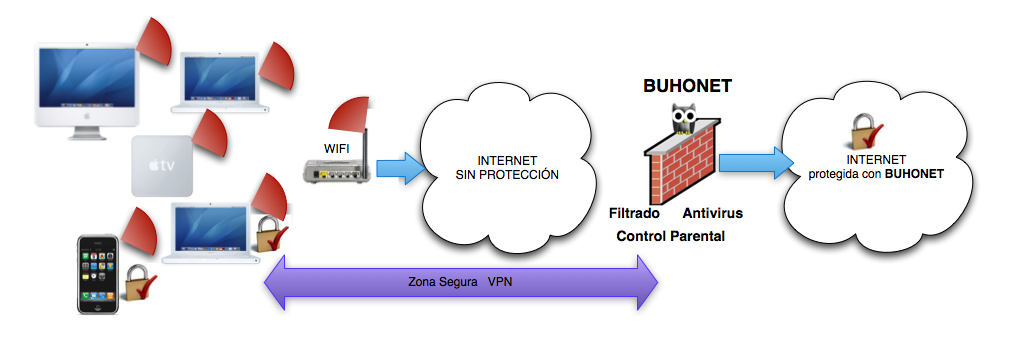 BUHONET
WIFI
INTERNET
SIN PROTECCIÓN
INTERNET
protegida con BUHONET
tv
Filtrado Antivirus
Control Parental
Zona Segura VPN